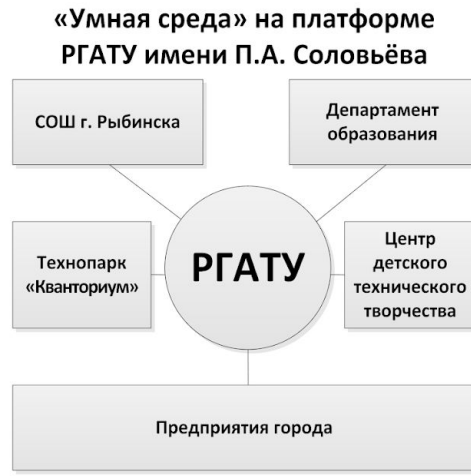 «Умная среда» на платформе
РГАТУ имени П.А. Соловьёва
СОШ г. Рыбинска
Департамент
образования
Технопарк
«Кванториум»
РГАТУ
Центр
детского
технического
творчества
Предприятия города